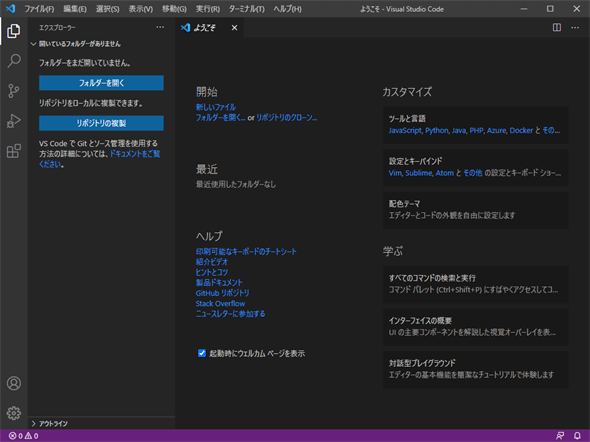 ファイル(F) 編集(E) 選択(S) 表示(V) 移動(G) 実行(R) ターミナル(T) ヘルプ(H) ようこそ - Visual Studio Code
エクスプローラー
開いているフォルダーがありません
フォルダーをまだ開いていません。
フォルダーを開く
リポジトリをローカルに複製できます。
リポジトリの複製
VS Code で Git とソース管理を使用する
方法の詳細については、ドキュメントをご覧
ください。
アウトライン
ようこそ
開始
新しいファイル
フォルダーを開く... or リポジトリのクローン...
最近
最近使用したフォルダーなし
ヘルプ
印刷可能なキーボードのチートシート
紹介ビデオ
ヒントとコツ
製品ドキュメント
GitHub リポジトリ
Stack Overflow
ニュースレターに参加する
起動時にウェルカム ページを表示
カスタマイズ
ツールと言語
JavaScript, Python, Java, PHP, Azure, Docker と その...
設定とキーバインド
Vim, Sublime, Atom と その他 の設定とキーボード ショー...
配色テーマ
エディターとコードの外観を自由に設定します
学ぶ
すべてのコマンドの検索と実行
コマンド パレット (Ctrl+Shift+P) にすばやくアクセスしてコ...
インターフェイスの概要
UI の主要コンポーネントを解説した視覚オーバーレイを表...
対話型プレイグラウンド
エディターの基本機能を簡潔なチュートリアルで体験します
0 0